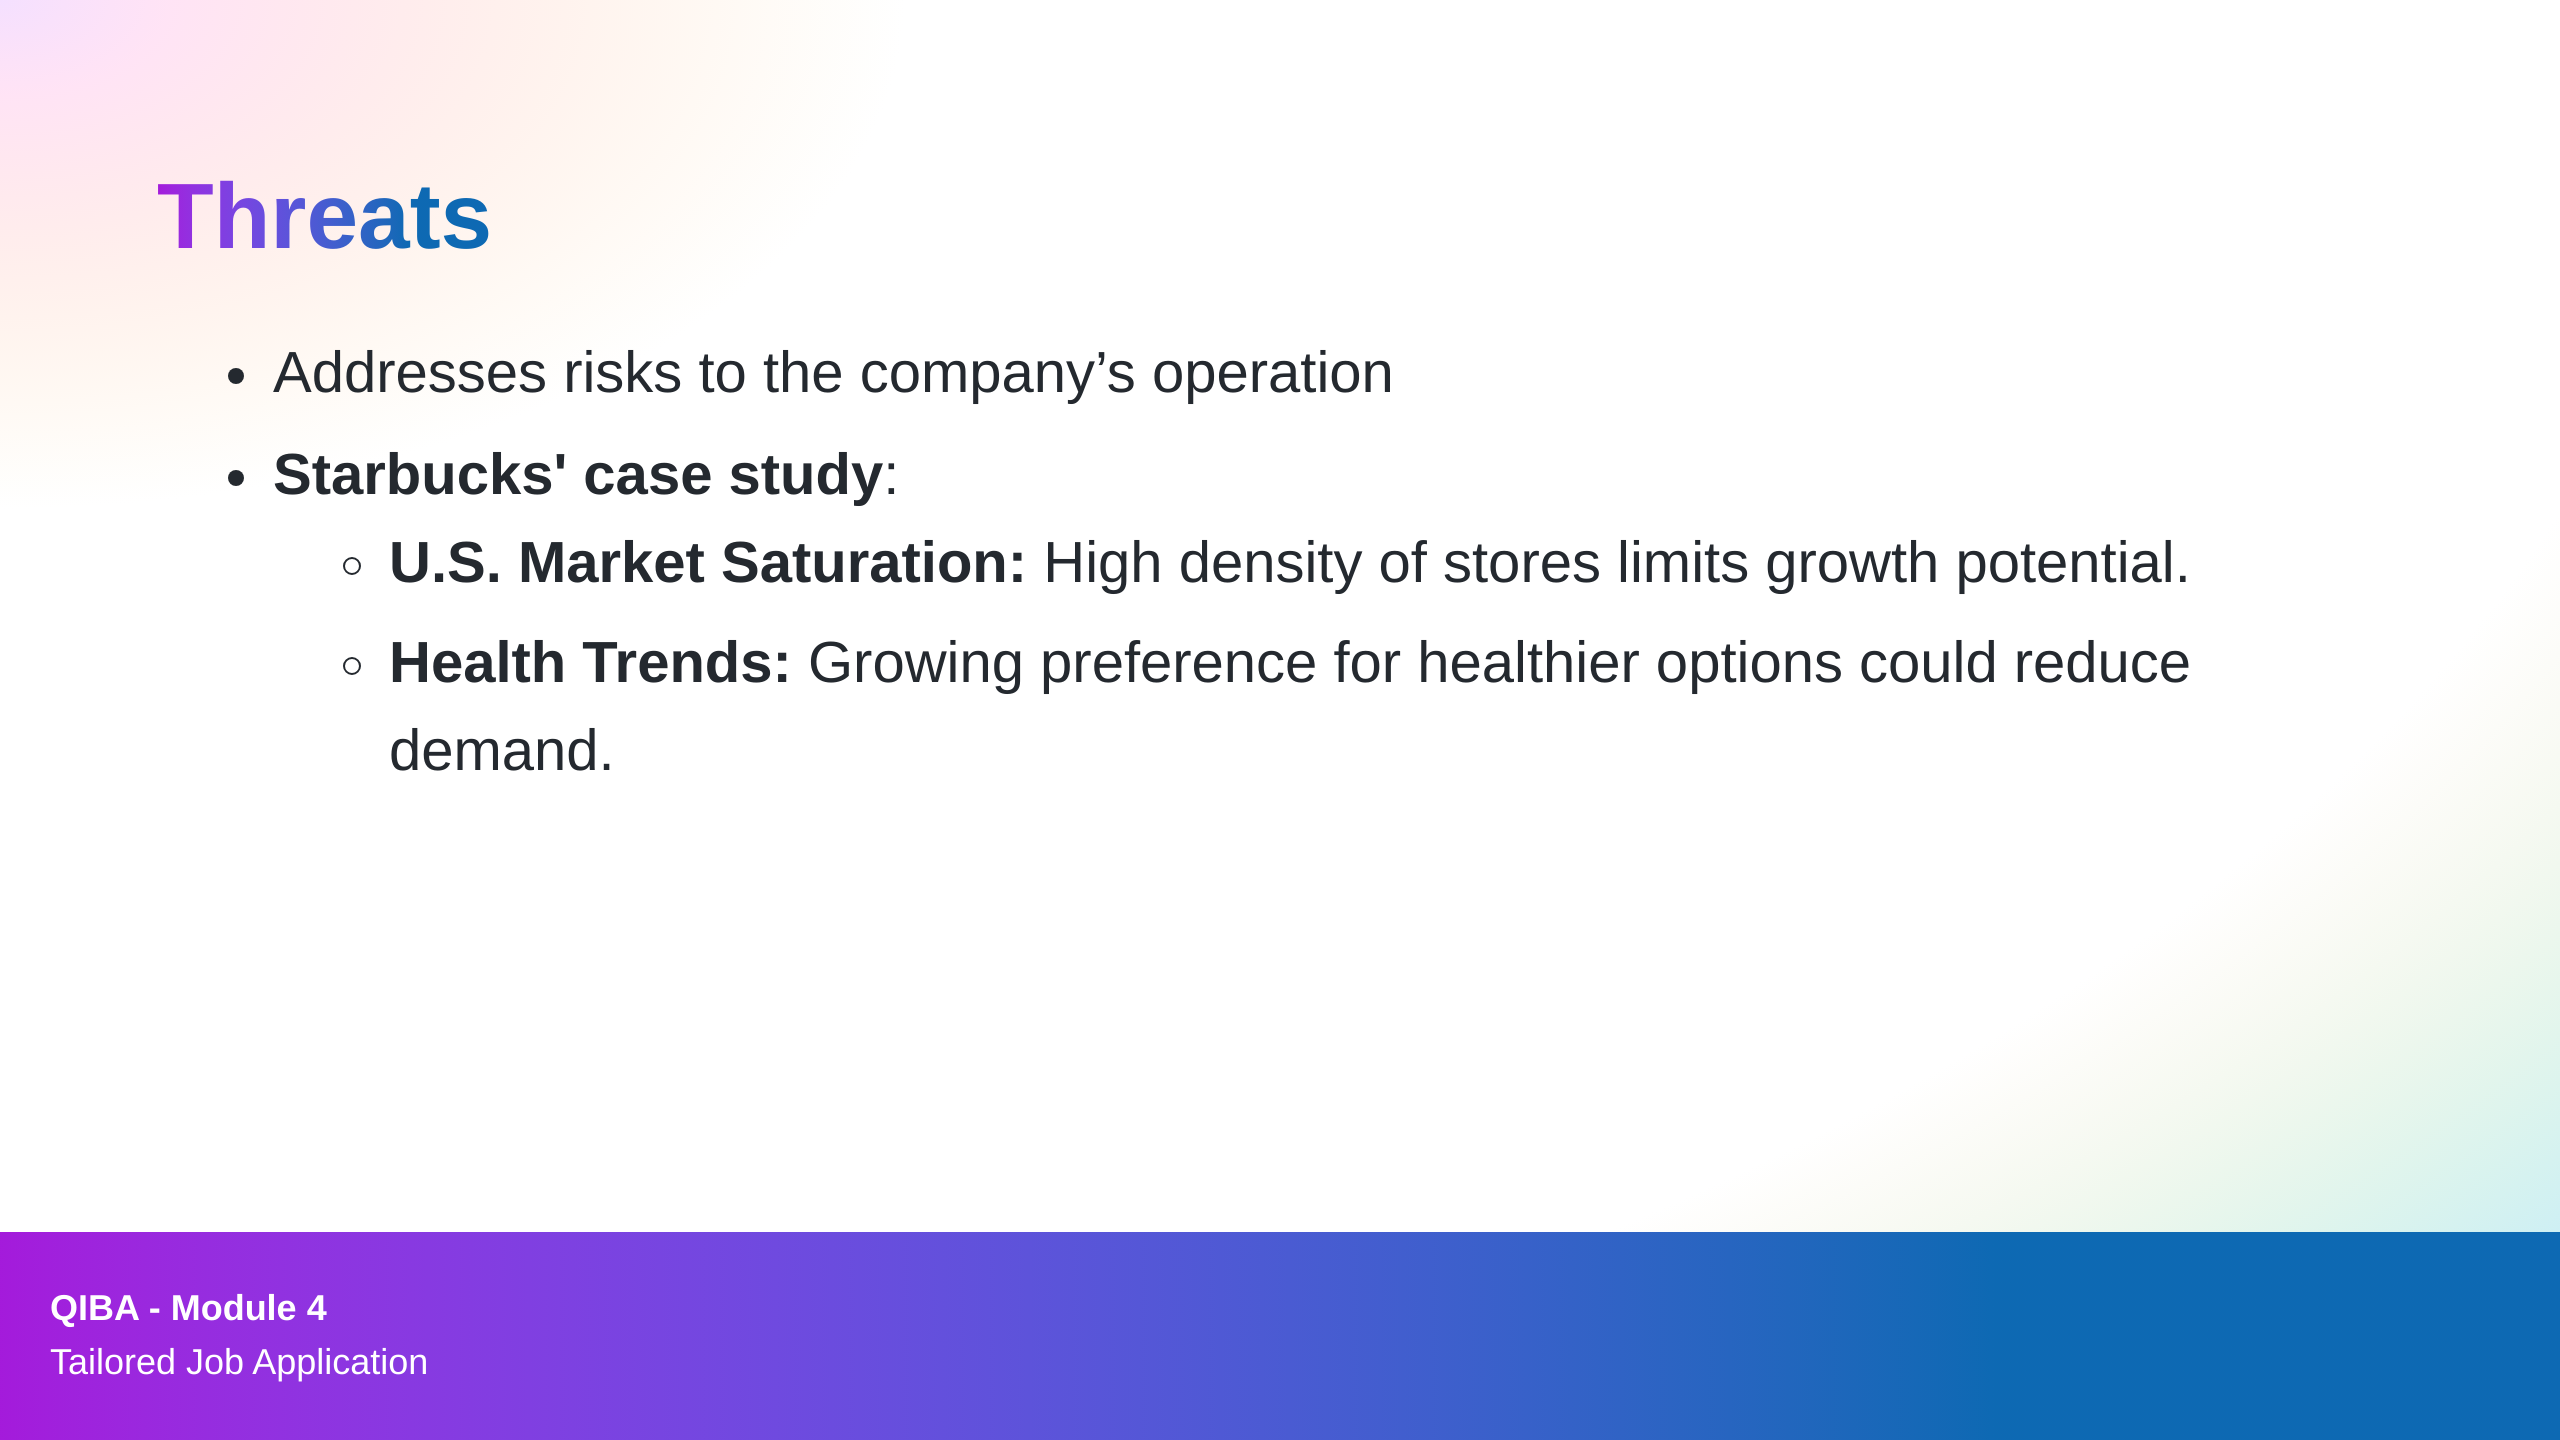 Threats
Addresses risks to the company’s operation
Starbucks' case study:
U.S. Market Saturation: High density of stores limits growth potential.
Health Trends: Growing preference for healthier options could reduce
demand.
QIBA - Module 4
Tailored Job Application